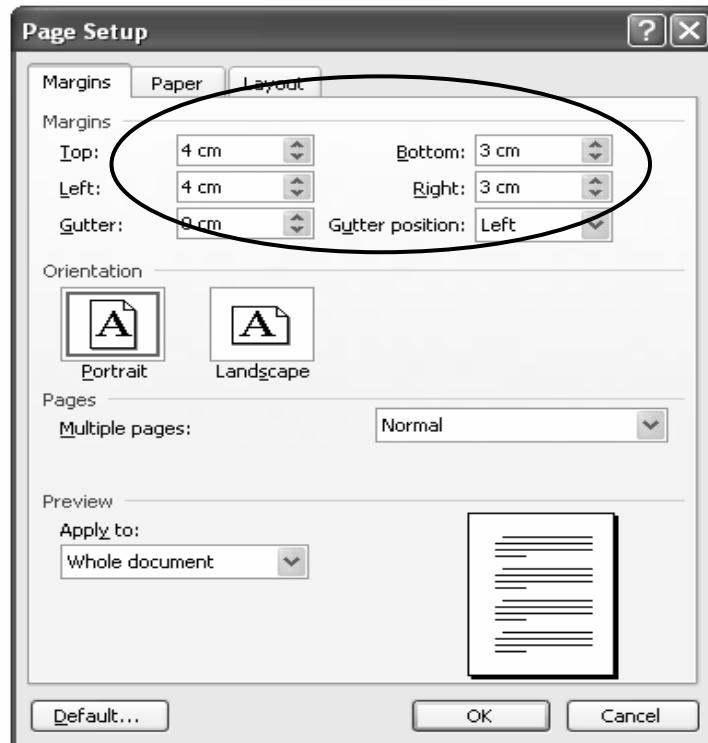 Page Setup
Margins Paper Layout
Margins
Top: 4 cm Bottom: 3 cm
Left: 4 cm Right: 3 cm
Gutter: 0 cm Gutter position: Left
Orientation
A A
Portrait Landscape
Pages
Multiple pages: Normal
Preview
Apply to:
Whole document
Default... OK Cancel